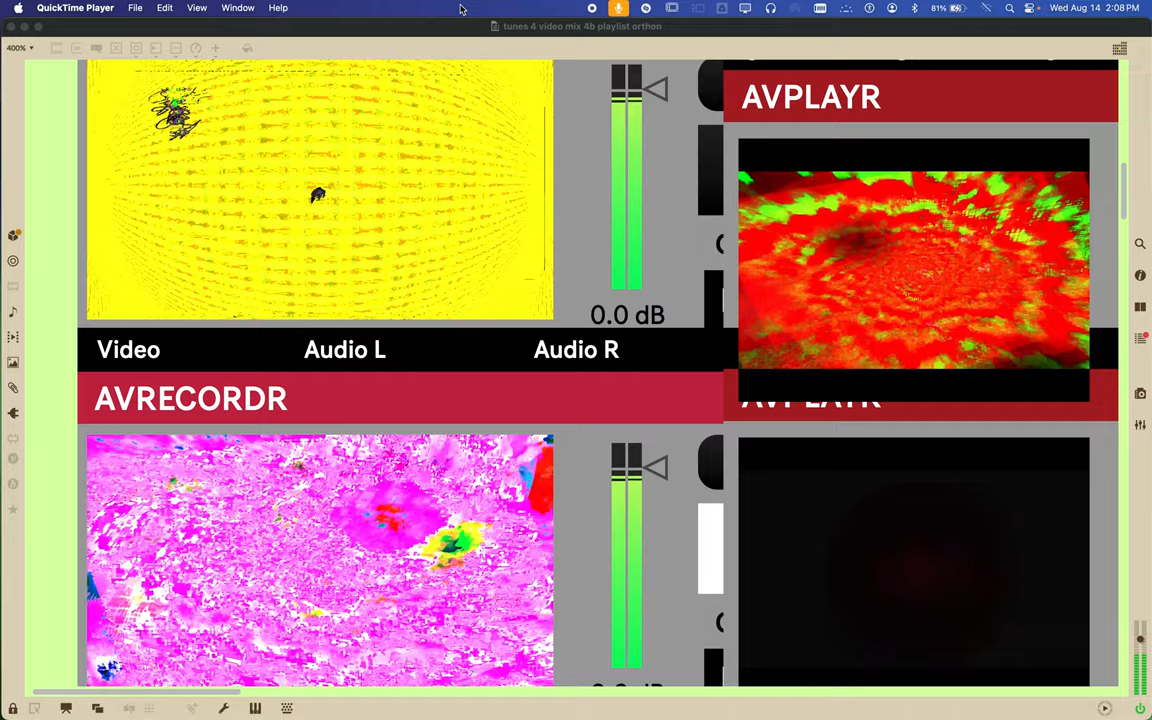 QuickTime Player File Edit View Window Help 81% Wed Aug 14 2:08 PM
tunes 4 video mix 4b playlist orthon
400%
AVPLAYR
0.0 dB
Video Audio L Audio R
AVRECORDR